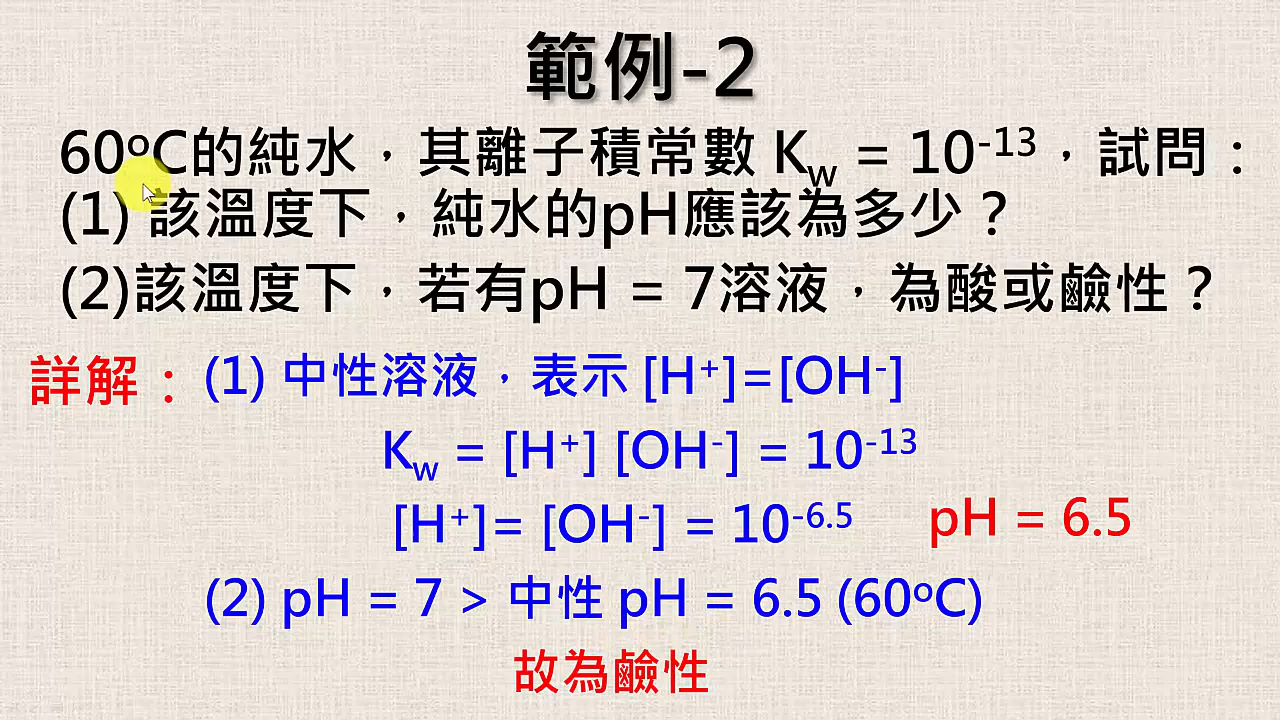 範例-2
60ºC的純水，其離子積常數 Kw = 10-13，試問：
(1) 該溫度下，純水的pH應該為多少？
(2)該溫度下，若有pH = 7溶液，為酸或鹼性？
詳解：(1) 中性溶液，表示 [H+]=[OH-]
Kw = [H+] [OH-] = 10-13
[H+]= [OH-] = 10-6.5 pH = 6.5
(2) pH = 7 > 中性 pH = 6.5 (60ºC)
故為鹼性